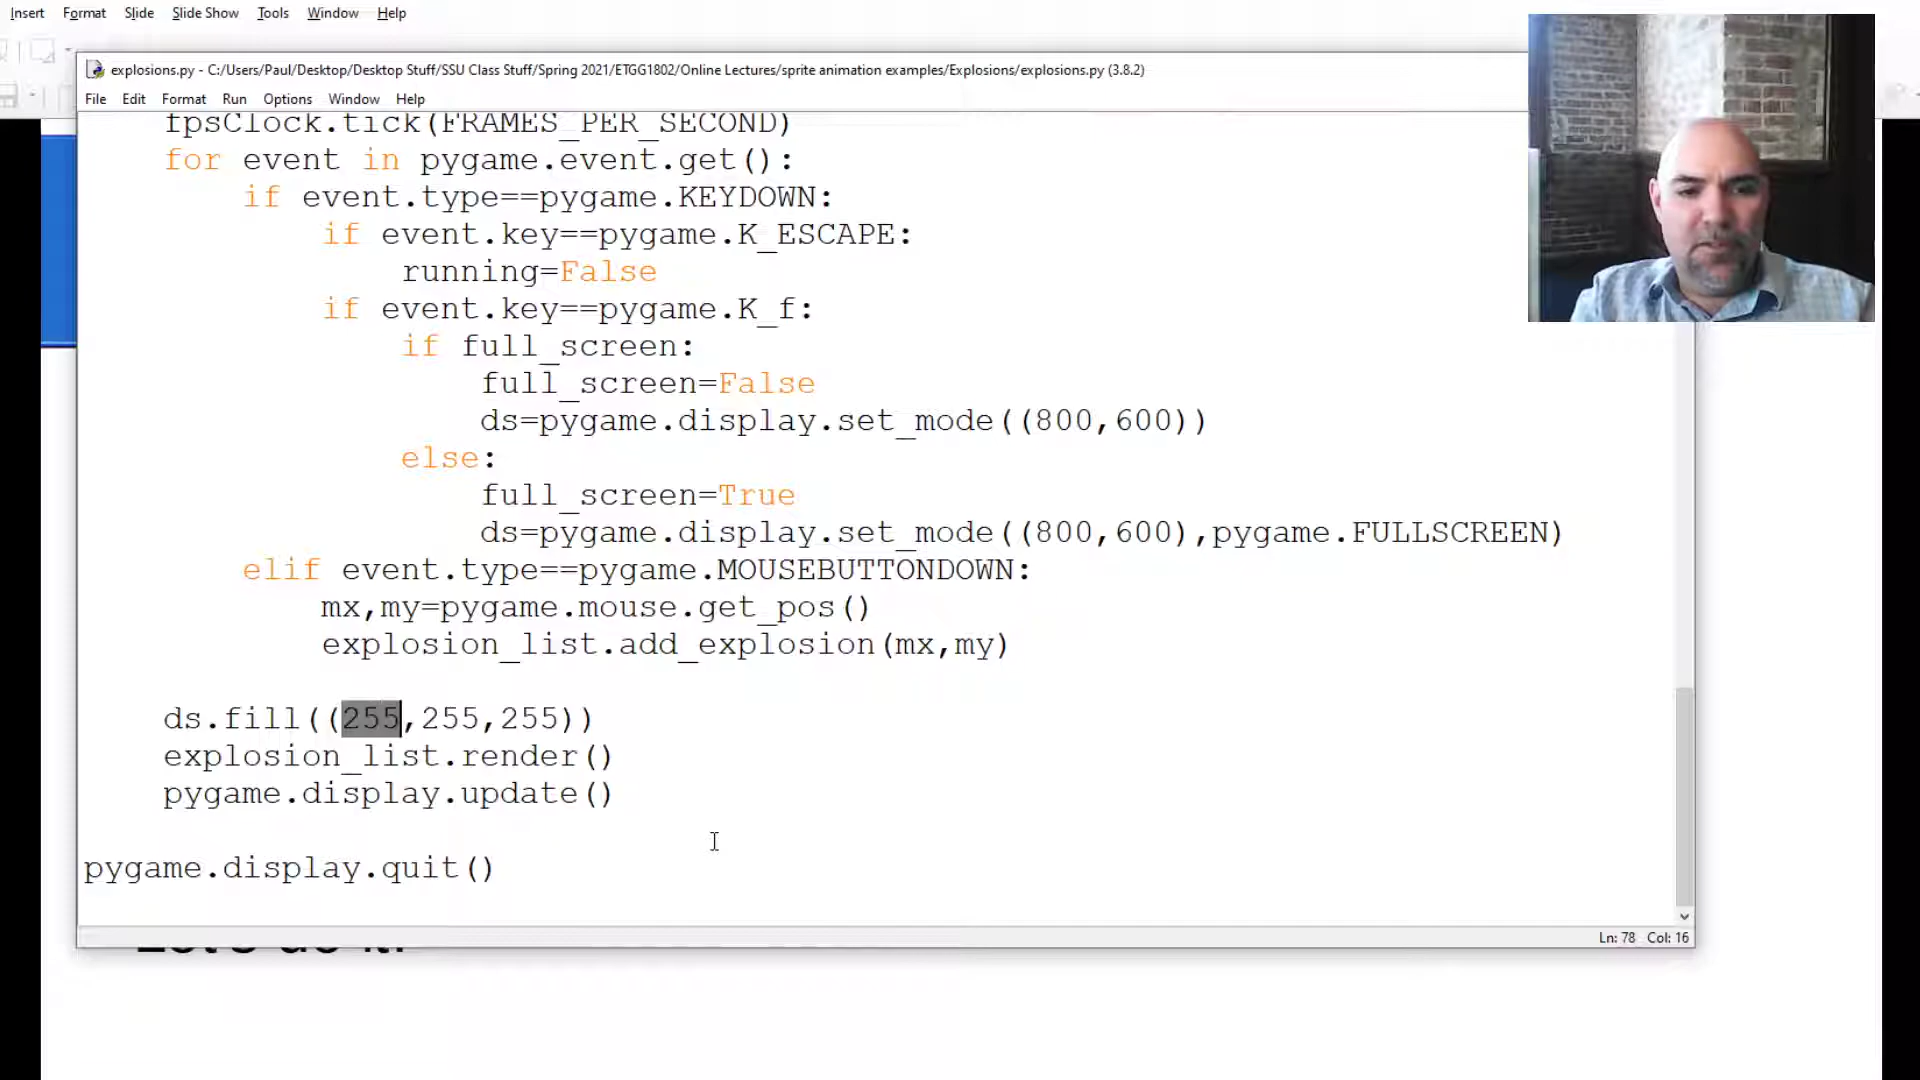 Insert Format Slide Slide Show Tools Window Help
explosions.py - C:/Users/Paul/Desktop/Desktop Stuff/SSU Class Stuff/Spring 2021/ETGG1802/Online Lectures/sprite animation examples/Explosions/explosions.py (3.8.2)
File Edit Format Run Options Window Help
fpsClock.tick(FRAMES_PER_SECOND)
for event in pygame.event.get():
if event.type==pygame.KEYDOWN:
if event.key==pygame.K_ESCAPE:
running=False
if event.key==pygame.K_f:
if full_screen:
full_screen=False
ds=pygame.display.set_mode((800,600))
else:
full_screen=True
ds=pygame.display.set_mode((800,600),pygame.FULLSCREEN)
elif event.type==pygame.MOUSEBUTTONDOWN:
mx,my=pygame.mouse.get_pos()
explosion_list.add_explosion(mx,my)
ds.fill((255,255,255))
explosion_list.render()
pygame.display.update()
pygame.display.quit()
Ln: 78 Col: 16